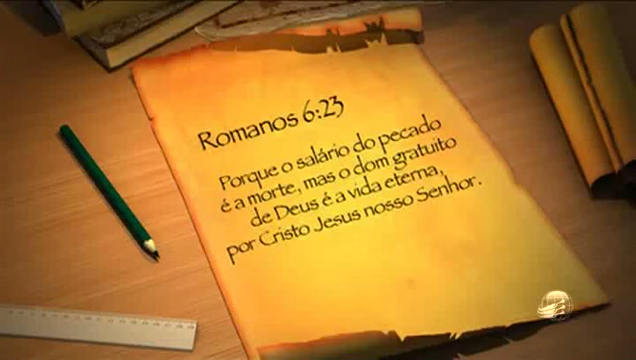 Romanos 6:23
Porque o salário do pecado
é a morte, mas o dom gratuito
de Deus é a vida eterna,
por Cristo Jesus nosso Senhor.